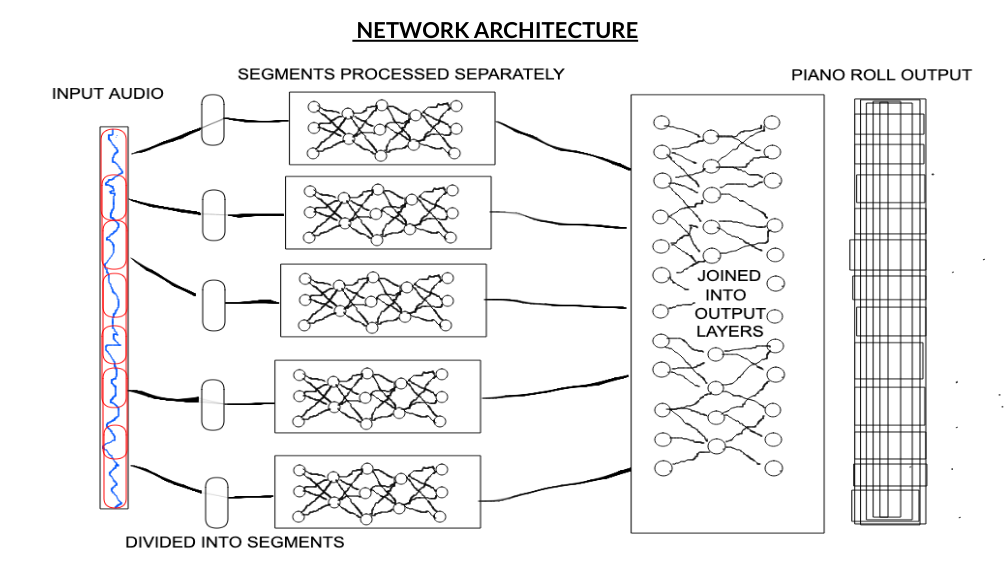 NETWORK ARCHITECTURE
SEGMENTS PROCESSED SEPARATELY
PIANO ROLL OUTPUT
INPUT AUDIO
JOINED
INTO
OUTPUT
LAYERS
DIVIDED INTO SEGMENTS